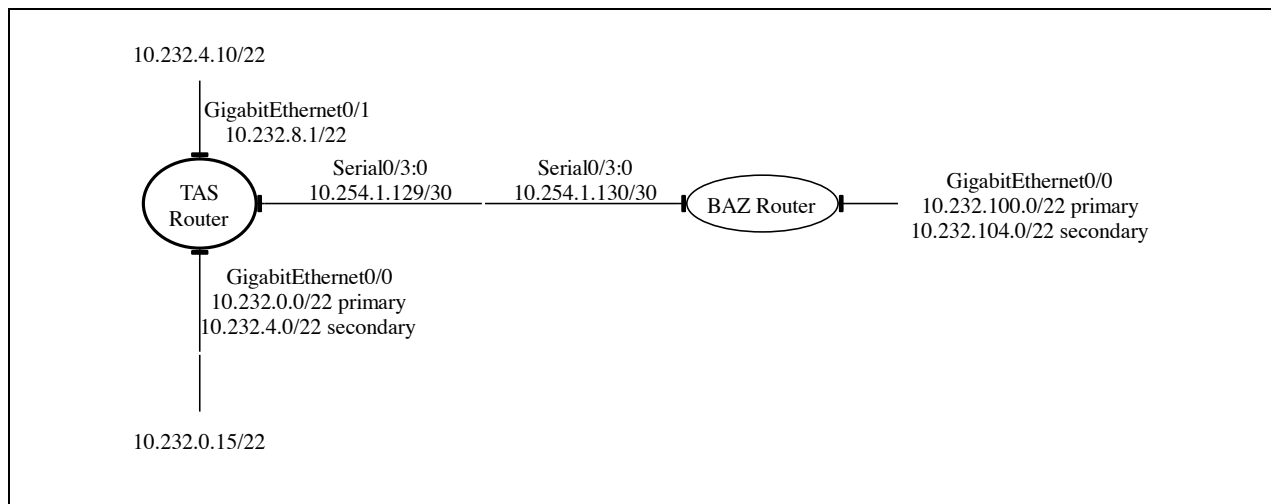 10.232.4.10/22
GigabitEthernet0/1
10.232.8.1/22
TAS
Router
Serial0/3:0
10.254.1.129/30
Serial0/3:0
10.254.1.130/30
BAZ Router
GigabitEthernet0/0
10.232.100.0/22 primary
10.232.104.0/22 secondary
GigabitEthernet0/0
10.232.0.0/22 primary
10.232.4.0/22 secondary
10.232.0.15/22